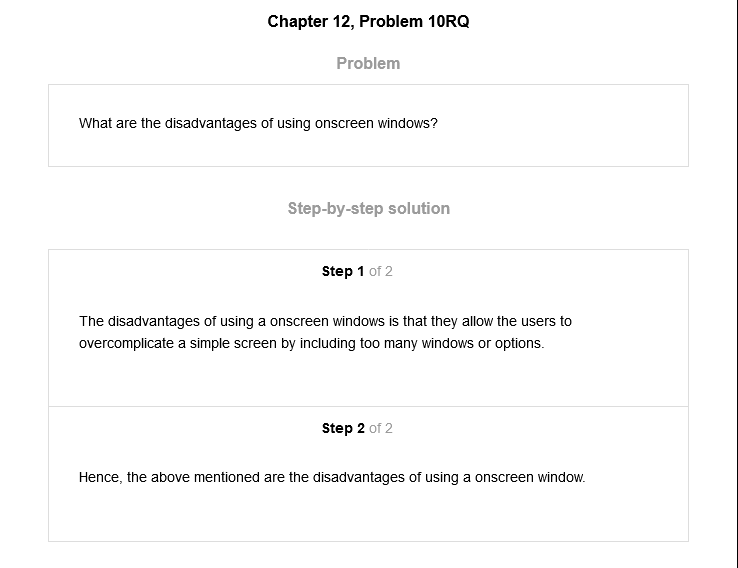 Chapter 12, Problem 10RQ
Problem
What are the disadvantages of using onscreen windows?
Step-by-step solution
Step 1 of 2
The disadvantages of using a onscreen windows is that they allow the users to
overcomplicate a simple screen by including too many windows or options.
Step 2 of 2
Hence, the above mentioned are the disadvantages of using a onscreen window.